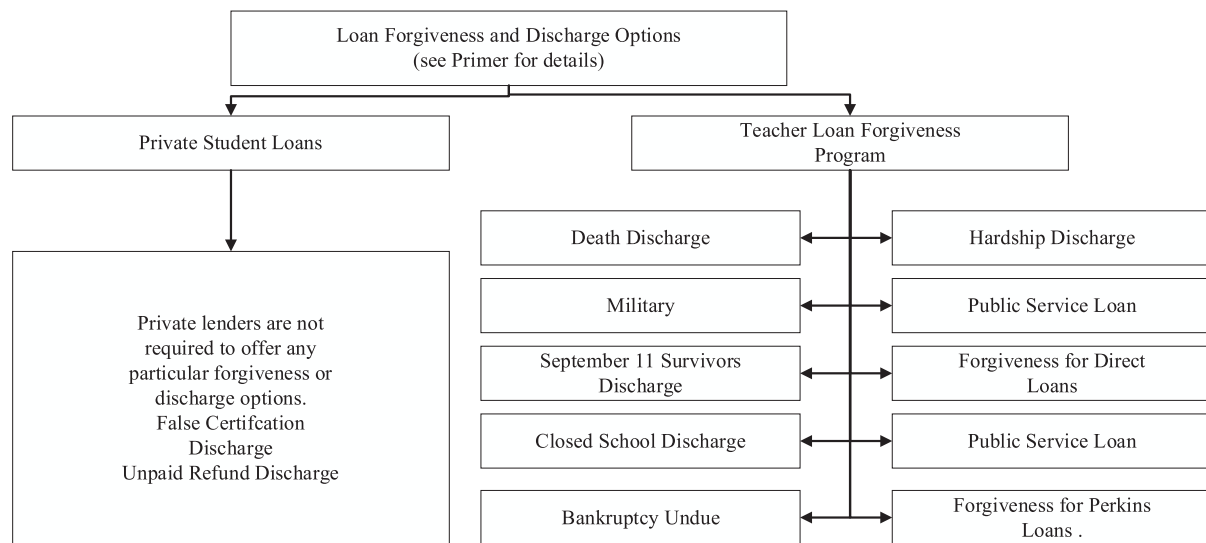 Loan Forgiveness and Discharge Options
(see Primer for details)
Private Student Loans
Teacher Loan Forgiveness
Program
Private lenders are not
required to offer any
particular forgiveness or
discharge options.
False Certifcation
Discharge
Unpaid Refund Discharge
Death Discharge
Hardship Discharge
Military
Public Service Loan
September 11 Survivors
Discharge
Forgiveness for Direct
Loans
Closed School Discharge
Public Service Loan
Bankruptcy Undue
Forgiveness for Perkins
Loans .